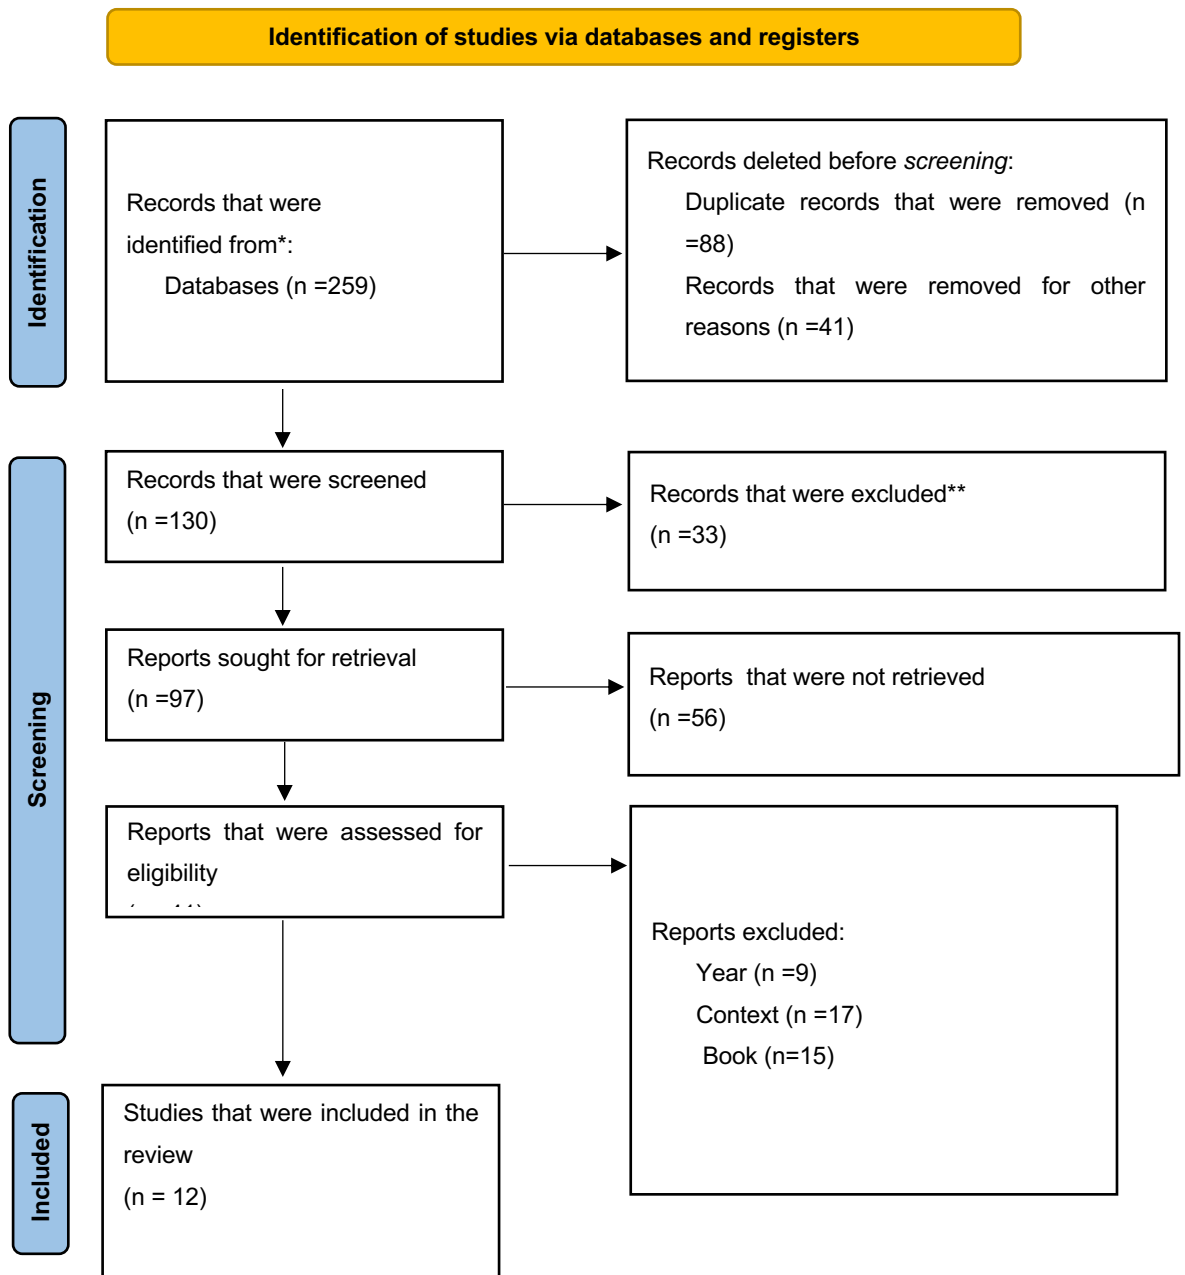 Identification of studies via databases and registers
Identification
Records that were
identified from*:
Databases (n =259)
Records deleted before screening:
Duplicate records that were removed (n
=88)
Records that were removed for other
reasons (n =41)
Screening
Records that were screened
(n =130)
Records that were excluded**
(n =33)
Reports sought for retrieval
(n =97)
Reports that were not retrieved
(n =56)
Reports that were assessed for
eligibility
Reports excluded:
Year (n =9)
Context (n =17)
Book (n=15)
Included
Studies that were included in the
review
(n = 12)